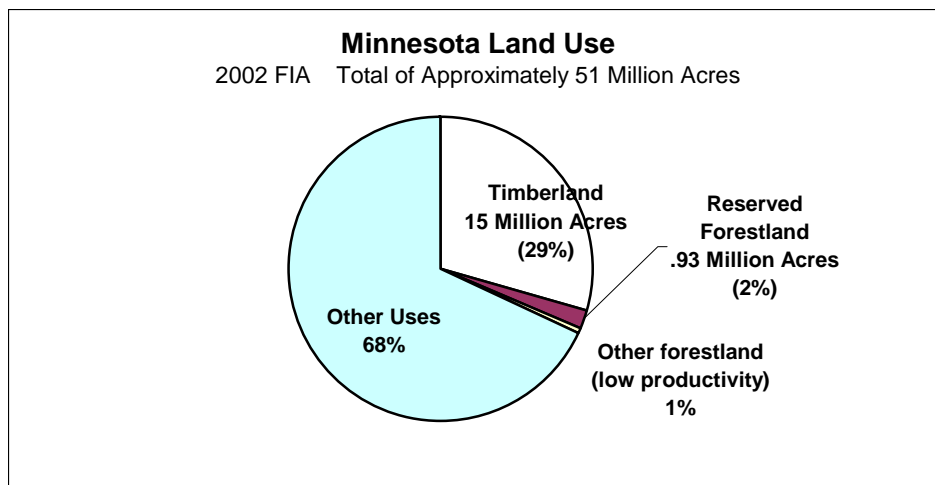 Minnesota Land Use
2002 FIA    Total of Approximately 51 Million Acres
Timberland
15 Million Acres
(29%)
Reserved
Forestland
.93 Million Acres
(2%)
Other Uses
68%
Other forestland
(low productivity)
1%